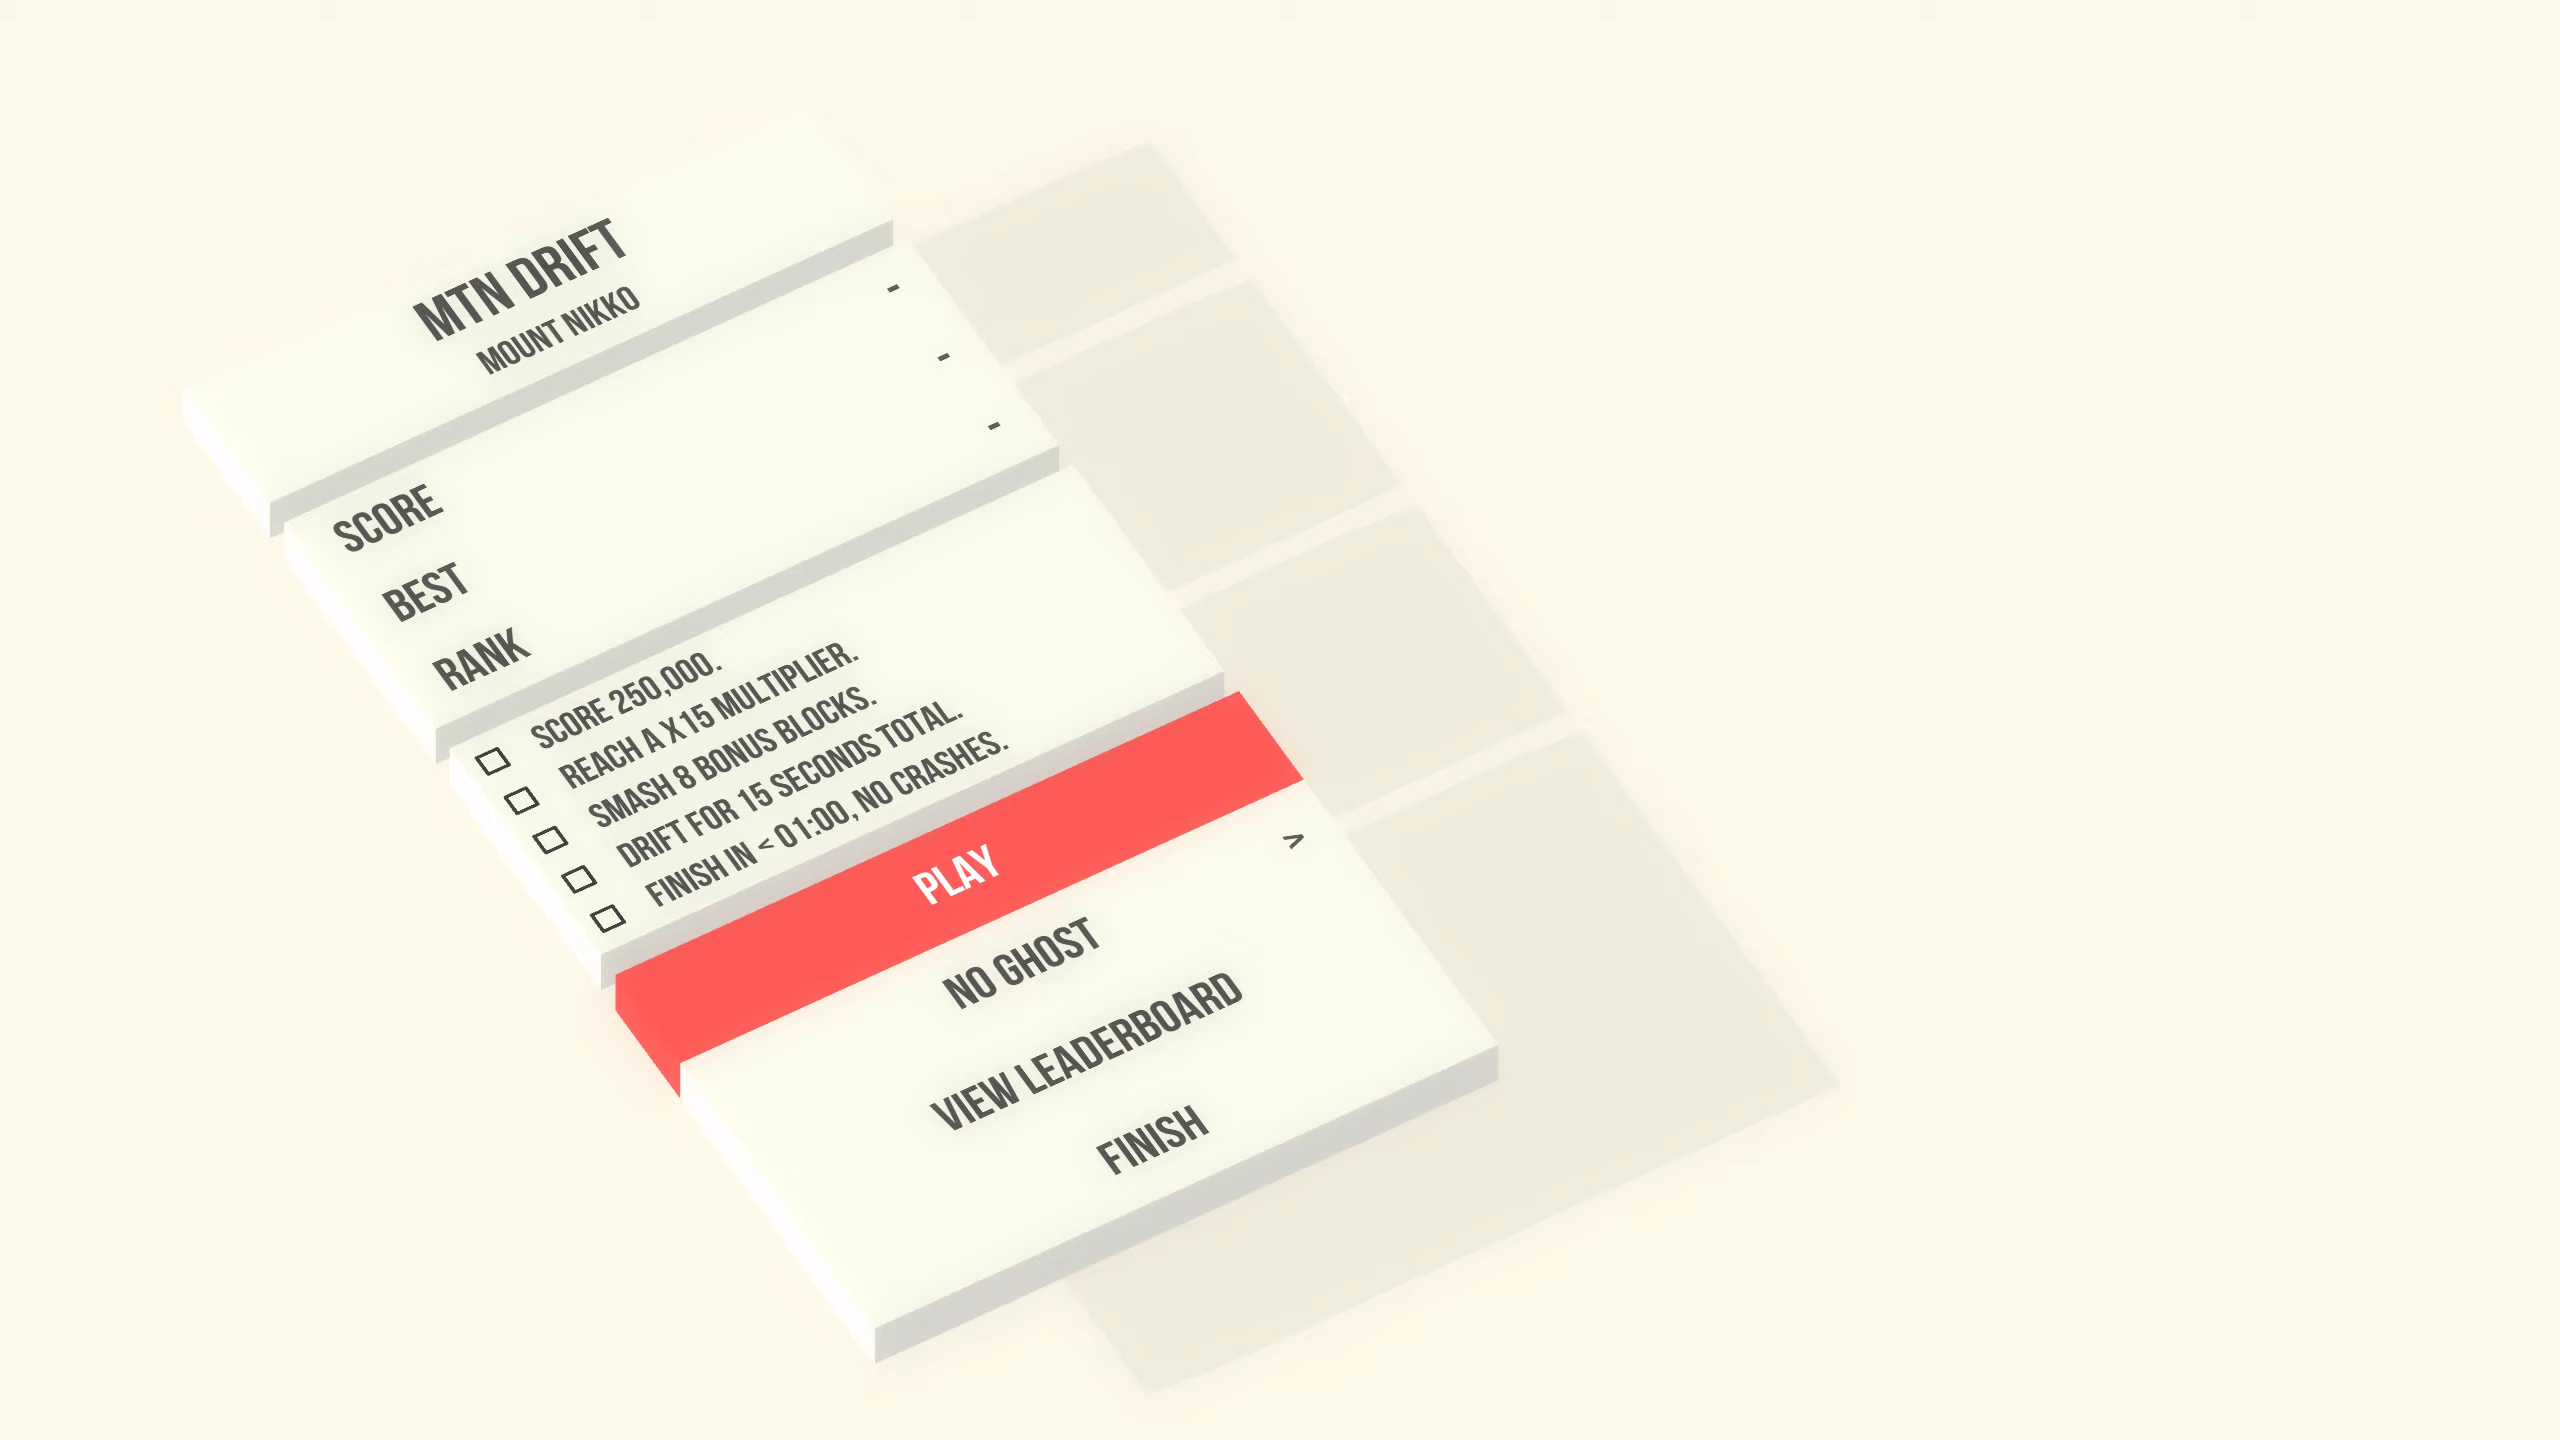 MTN DRIFT
MOUNT NIKKO
SCORE -
BEST -
RANK -
SCORE 250,000.
REACH A X15 MULTIPLIER.
SMASH 8 BONUS BLOCKS.
DRIFT FOR 15 SECONDS TOTAL.
FINISH IN < 01:00, NO CRASHES.
PLAY
NO GHOST >
VIEW LEADERBOARD
FINISH